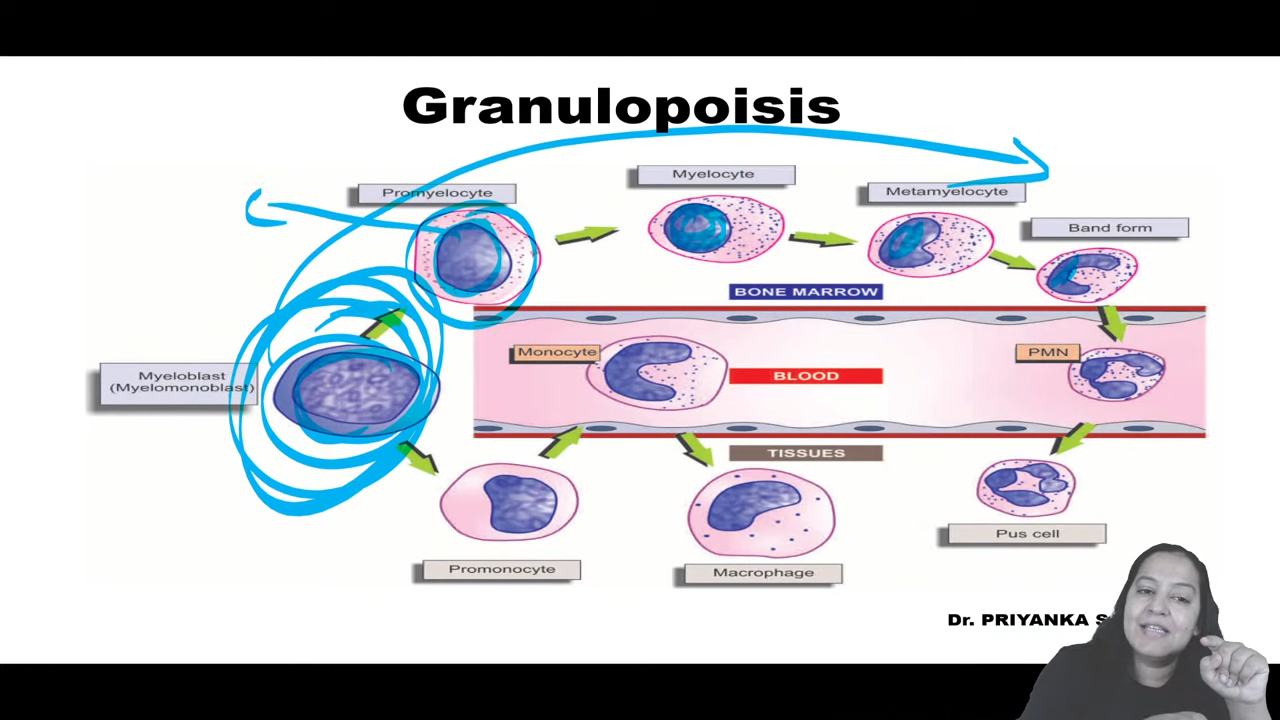 Granulopoisis
Promyelocyte
Myelocyte
Metamyelocyte
Band form
BONE MARROW
Myeloblast
(Myelomonoblast)
Monocyte
PMN
BLOOD
TISSUES
Pus cell
Promonocyte
Macrophage
Dr. PRIYANKA